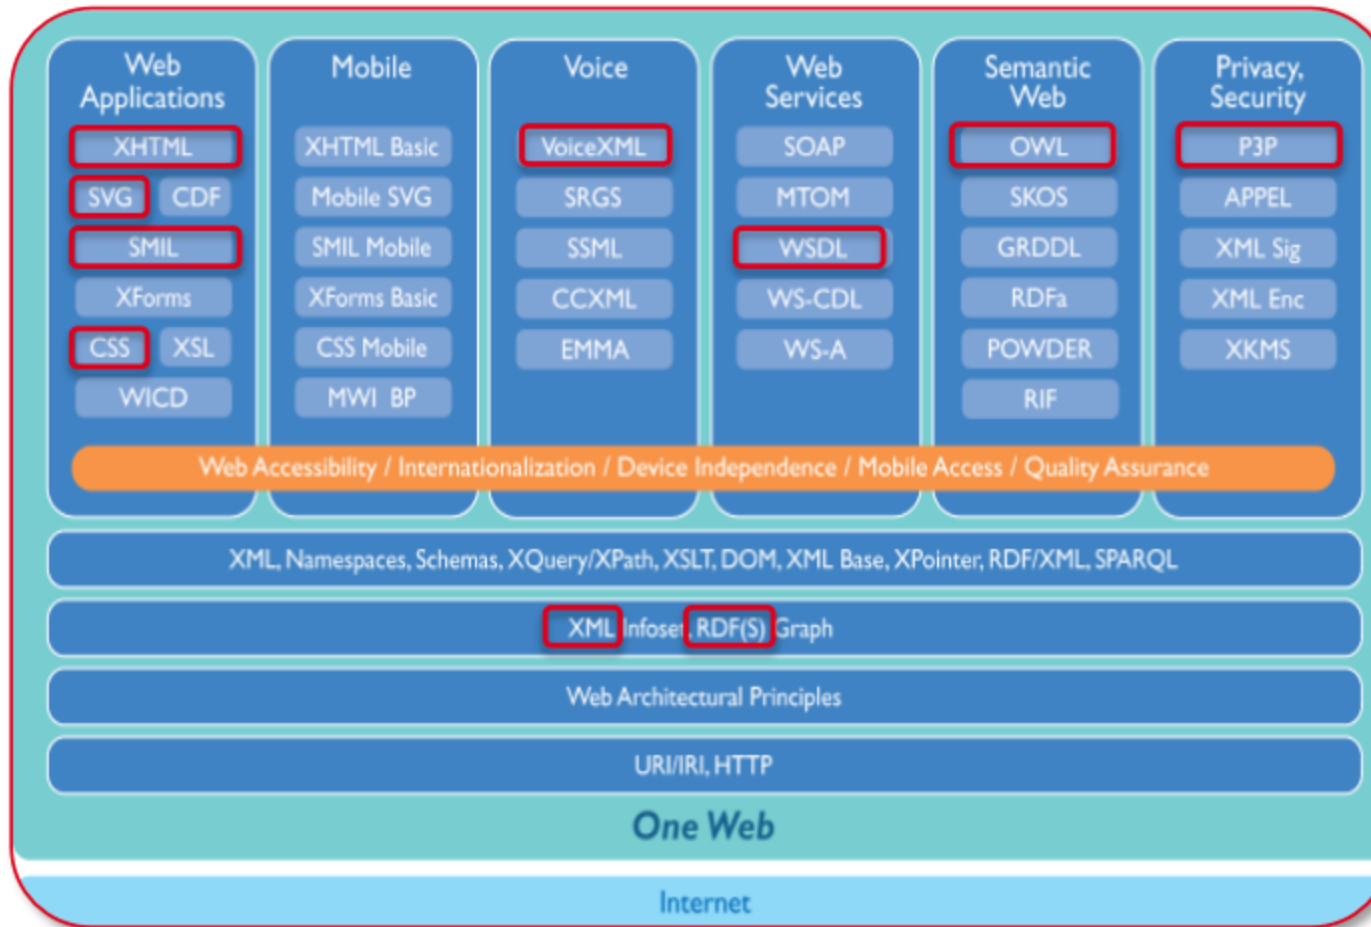 Web
Applications
XHTML
SVG CDF
SMIL
XForms
CSS XSL
WICD
Mobile
XHTML Basic
Mobile SVG
SMIL Mobile
XForms Basic
CSS Mobile
MWI BP
Voice
VoiceXML
SRGS
SSML
CCXML
EMMA
Web
Services
SOAP
MTOM
WSDL
WS-CDL
WS-A
Semantic
Web
OWL
SKOS
GRDDL
RDFa
POWDER
RIF
Privacy,
Security
P3P
APPEL
XML Sig
XML Enc
XKMS
Web Accessibility / Internationalization / Device Independence / Mobile Access / Quality Assurance
XML, Namespaces, Schemas, XQuery/XPath, XSLT, DOM, XML Base, XPointer, RDF/XML, SPARQL
XML Infoset, RDF(S) Graph
Web Architectural Principles
URI/IRI, HTTP
One Web
Internet